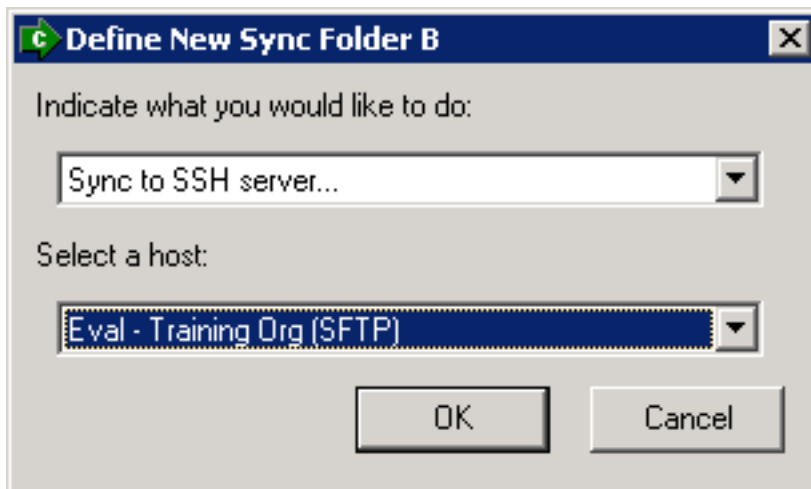 C Define New Sync Folder B
Indicate what you would like to do:
Sync to SSH server...
Select a host:
Eval - Training Org (SFTP)
OK Cancel